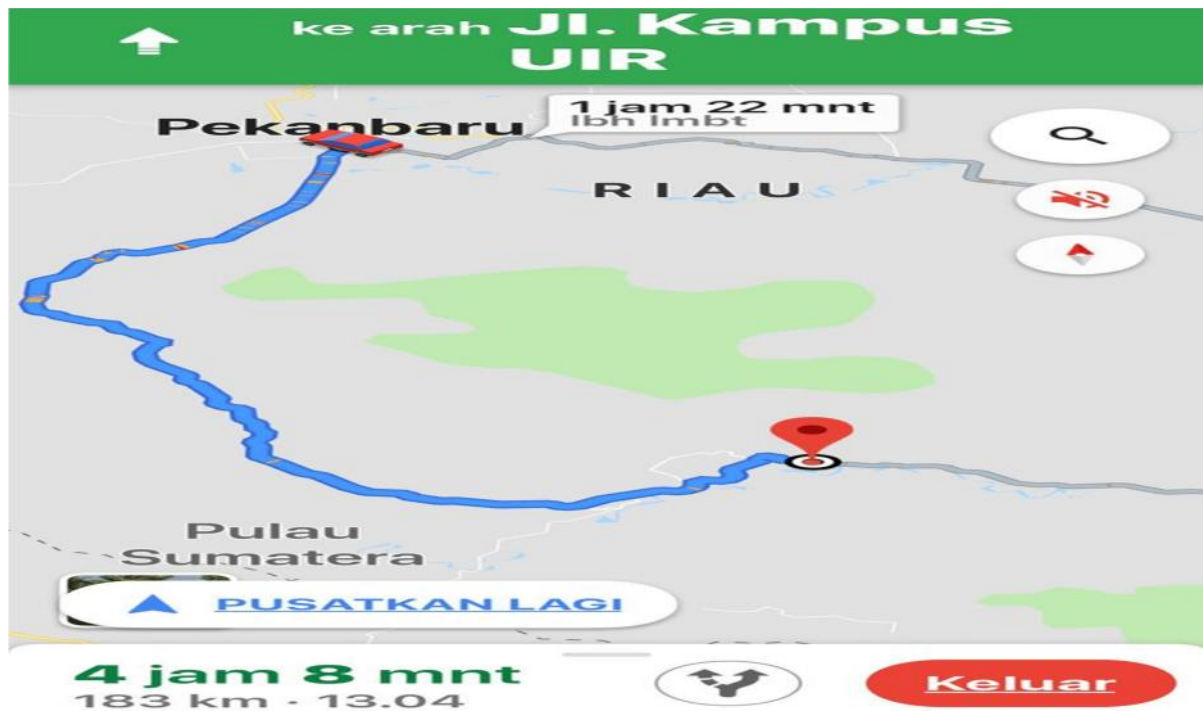 ke arah Jl. Kampus
UIR
1 jam 22 mnt
lbh lmbt
Pekanbaru
RIAU
Pulau
Sumatera
PUSATKAN LAGI
4 jam 8 mnt
183 km · 13.04
Keluar